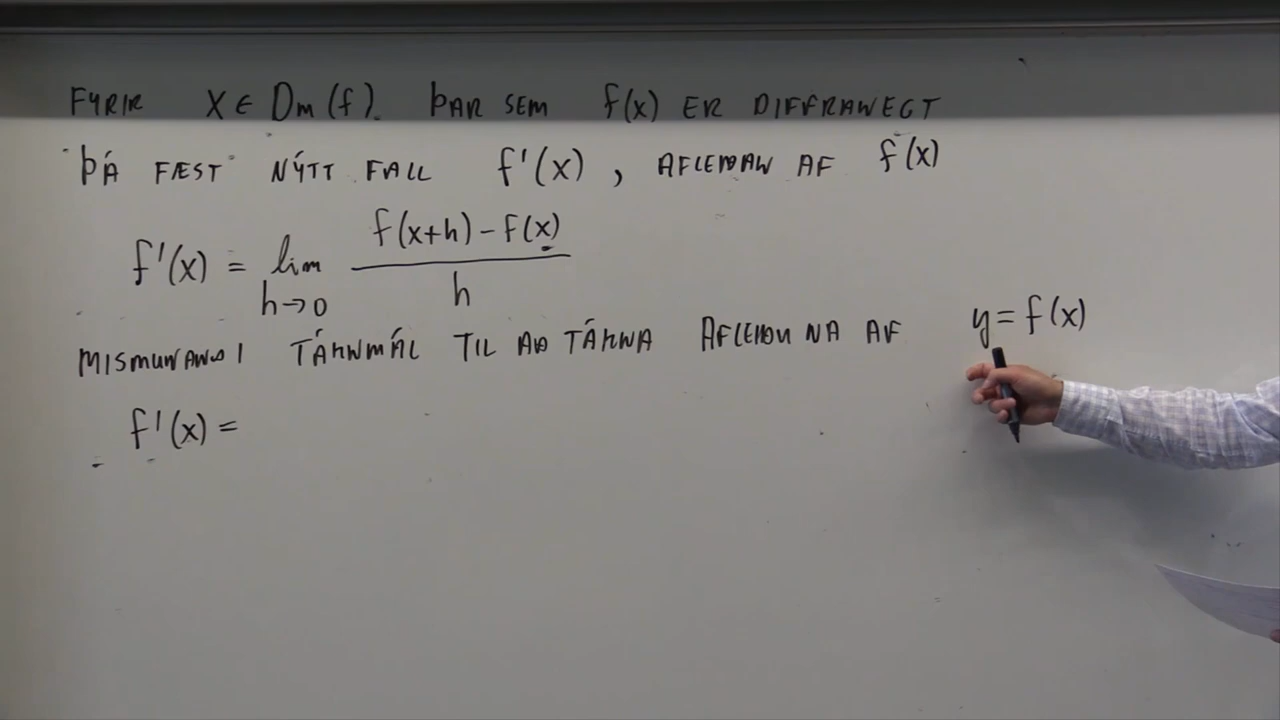 FYRIR X ∈ Dm(f). ÞAR SEM f(x) ER DIFFRANLEGT
ÞÁ FÆST NÝTT FALL f'(x), AFLEIÐAN AF f(x)
f'(x) = lim h→0 (f(x+h) - f(x)) / h
MISMUNANDI TÁKNMÁL TIL AÐ TÁKNA AFLEIÐUNA AF y = f(x)
f'(x) =